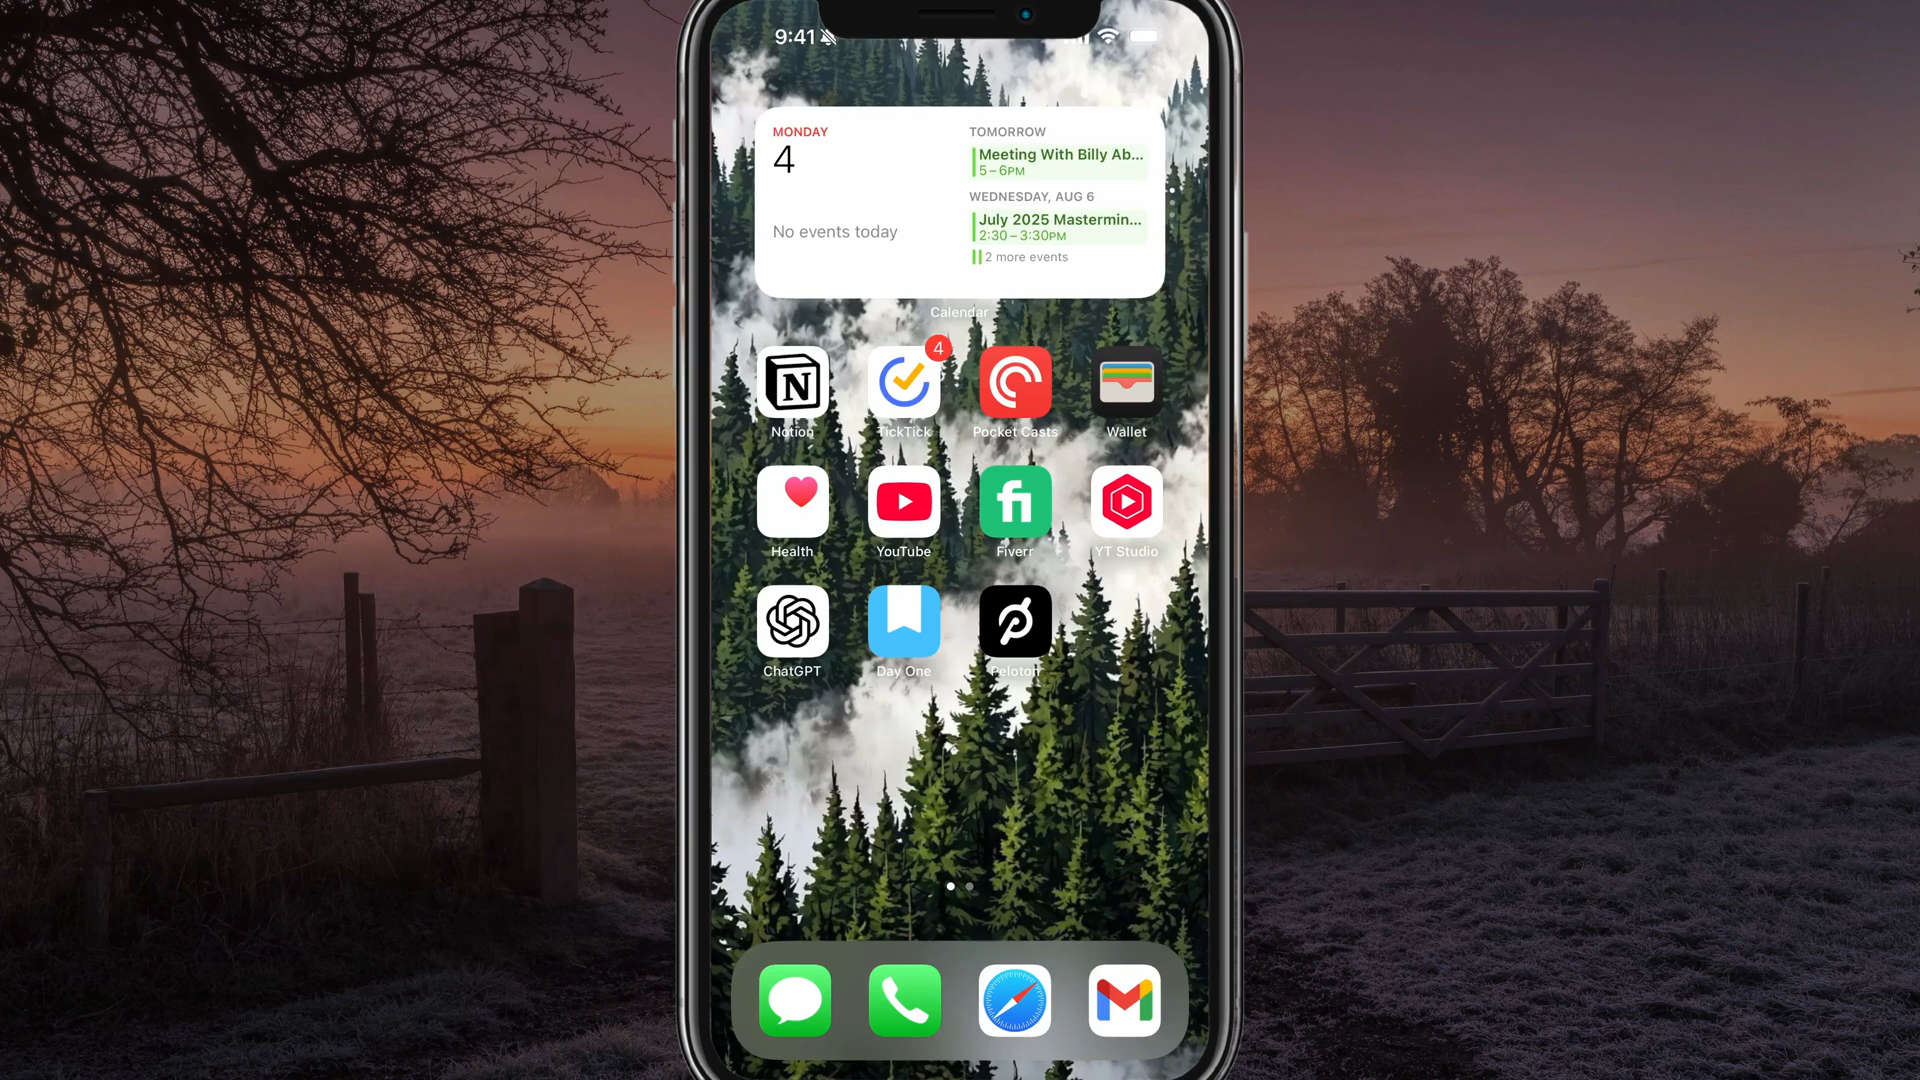 9:41
MONDAY
4
No events today
TOMORROW
Meeting With Billy Ab...
5–6PM
WEDNESDAY, AUG 6
July 2025 Mastermin...
2:30–3:30PM
2 more events
Calendar
4
Notion
TickTick
Pocket Casts
Wallet
Health
YouTube
Fiverr
YT Studio
ChatGPT
Day One
Peloton